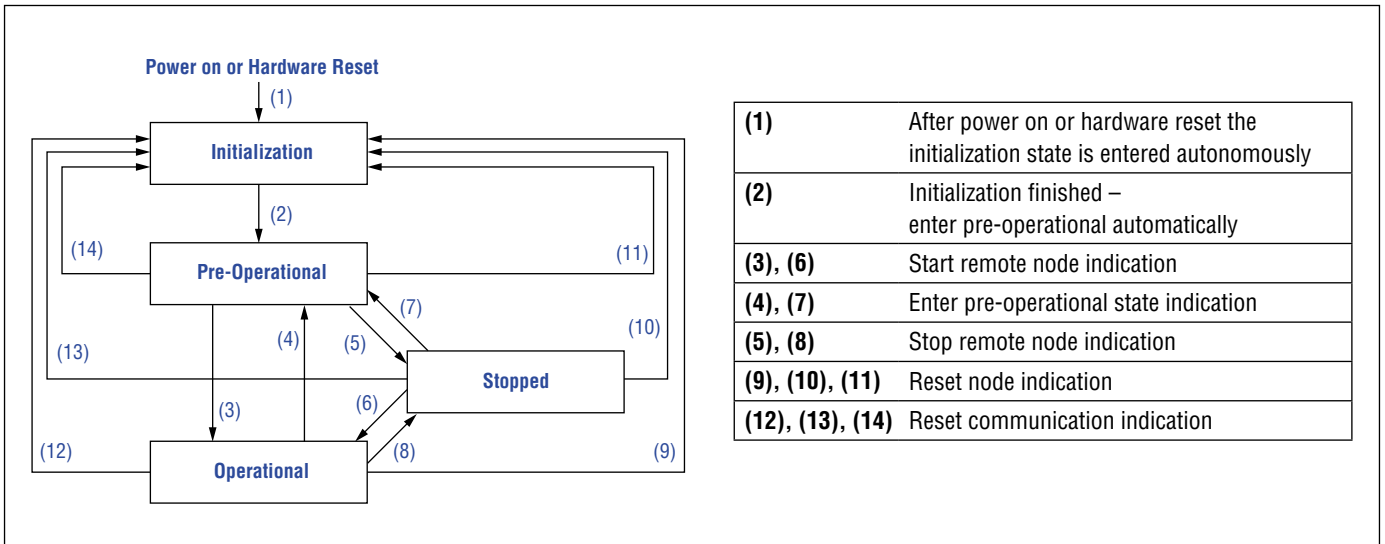 Power on or Hardware Reset
(1)
Initialization
(2)
(14)
(11)
Pre-Operational
(7)
(10)
(4)
(5)
(13)
Stopped
(6)
(3)
(12)
(8)
(9)
Operational
(1) After power on or hardware reset the
initialization state is entered autonomously
(2) Initialization finished –
enter pre-operational automatically
(3), (6) Start remote node indication
(4), (7) Enter pre-operational state indication
(5), (8) Stop remote node indication
(9), (10), (11) Reset node indication
(12), (13), (14) Reset communication indication